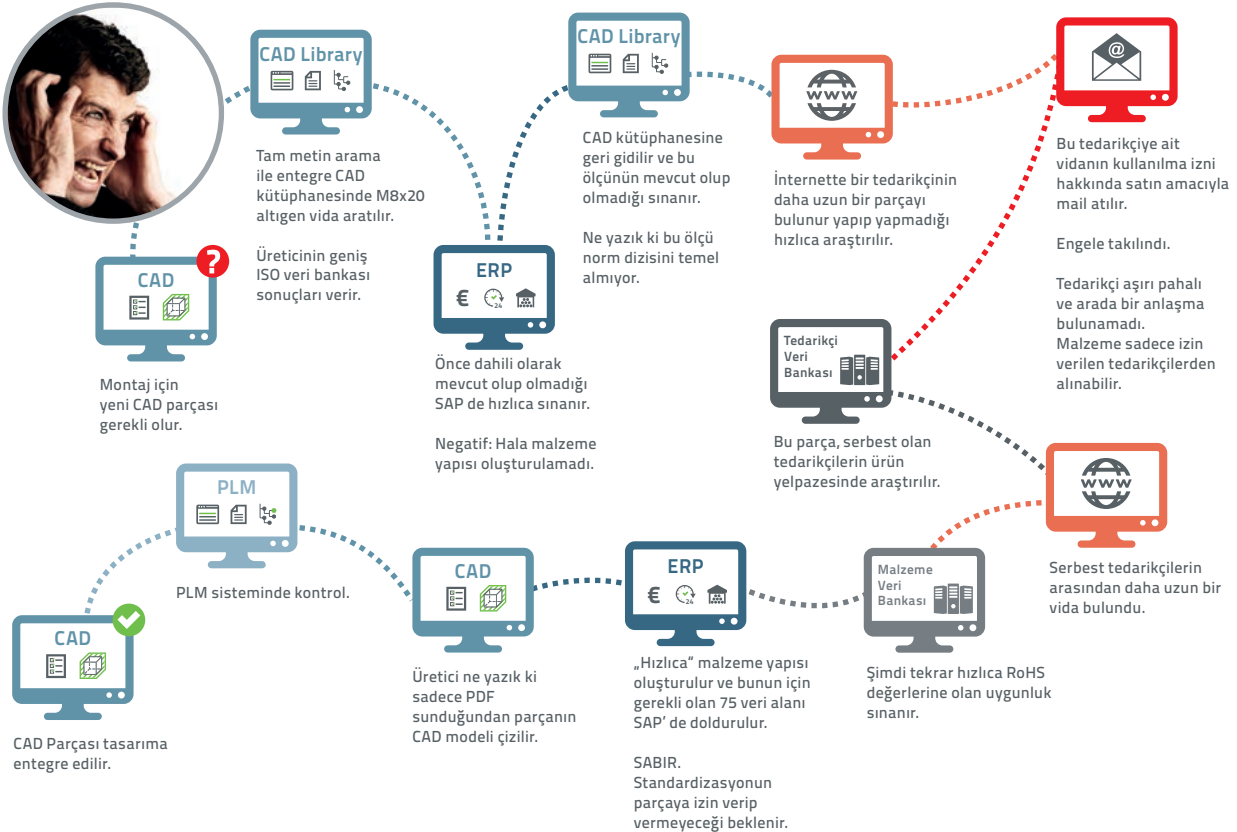 CAD
?
Montaj için
yeni CAD parçası
gerekli olur.
CAD Library
Tam metin arama
ile entegre CAD
kütüphanesinde M8x20
altıgen vida aratılır.
Üreticinin geniş
ISO veri bankası
sonuçları verir.
ERP
€
24
Önce dahili olarak
mevcut olup olmadığı
SAP de hızlıca sınanır.
Negatif: Hala malzeme
yapısı oluşturulamadı.
CAD Library
CAD kütüphanesine
geri gidilir ve bu
ölçünün mevcut olup
olmadığı sınanır.
Ne yazık ki bu ölçü
norm dizisini temel
almıyor.
www
İnternette bir tedarikçinin
daha uzun bir parçayı
bulunur yapıp yapmadığı
hızlıca araştırılır.
@
Bu tedarikçiye ait
vidanın kullanılma izni
hakkında satın amacıyla
mail atılır.
Engele takılındı.
Tedarikçi aşırı pahalı
ve arada bir anlaşma
bulunamadı.
Malzeme sadece izin
verilen tedarikçilerden
alınabilir.
Tedarikçi
Veri
Bankası
Bu parça, serbest olan
tedarikçilerin ürün
yelpazesinde araştırılır.
www
Serbest tedarikçilerin
arasından daha uzun bir
vida bulundu.
Malzeme
Veri
Bankası
Şimdi tekrar hızlıca RoHS
değerlerine olan uygunluk
sınanır.
ERP
€
24
„Hızlıca“ malzeme yapısı
oluşturulur ve bunun için
gerekli olan 75 veri alanı
SAP’ de doldurulur.
SABIR.
Standardizasyonun
parçaya izin verip
vermeyeceği beklenir.
CAD
Üretici ne yazık ki
sadece PDF
sunduğundan parçanın
CAD modeli çizilir.
PLM
PLM sisteminde kontrol.
CAD
CAD Parçası tasarıma
entegre edilir.